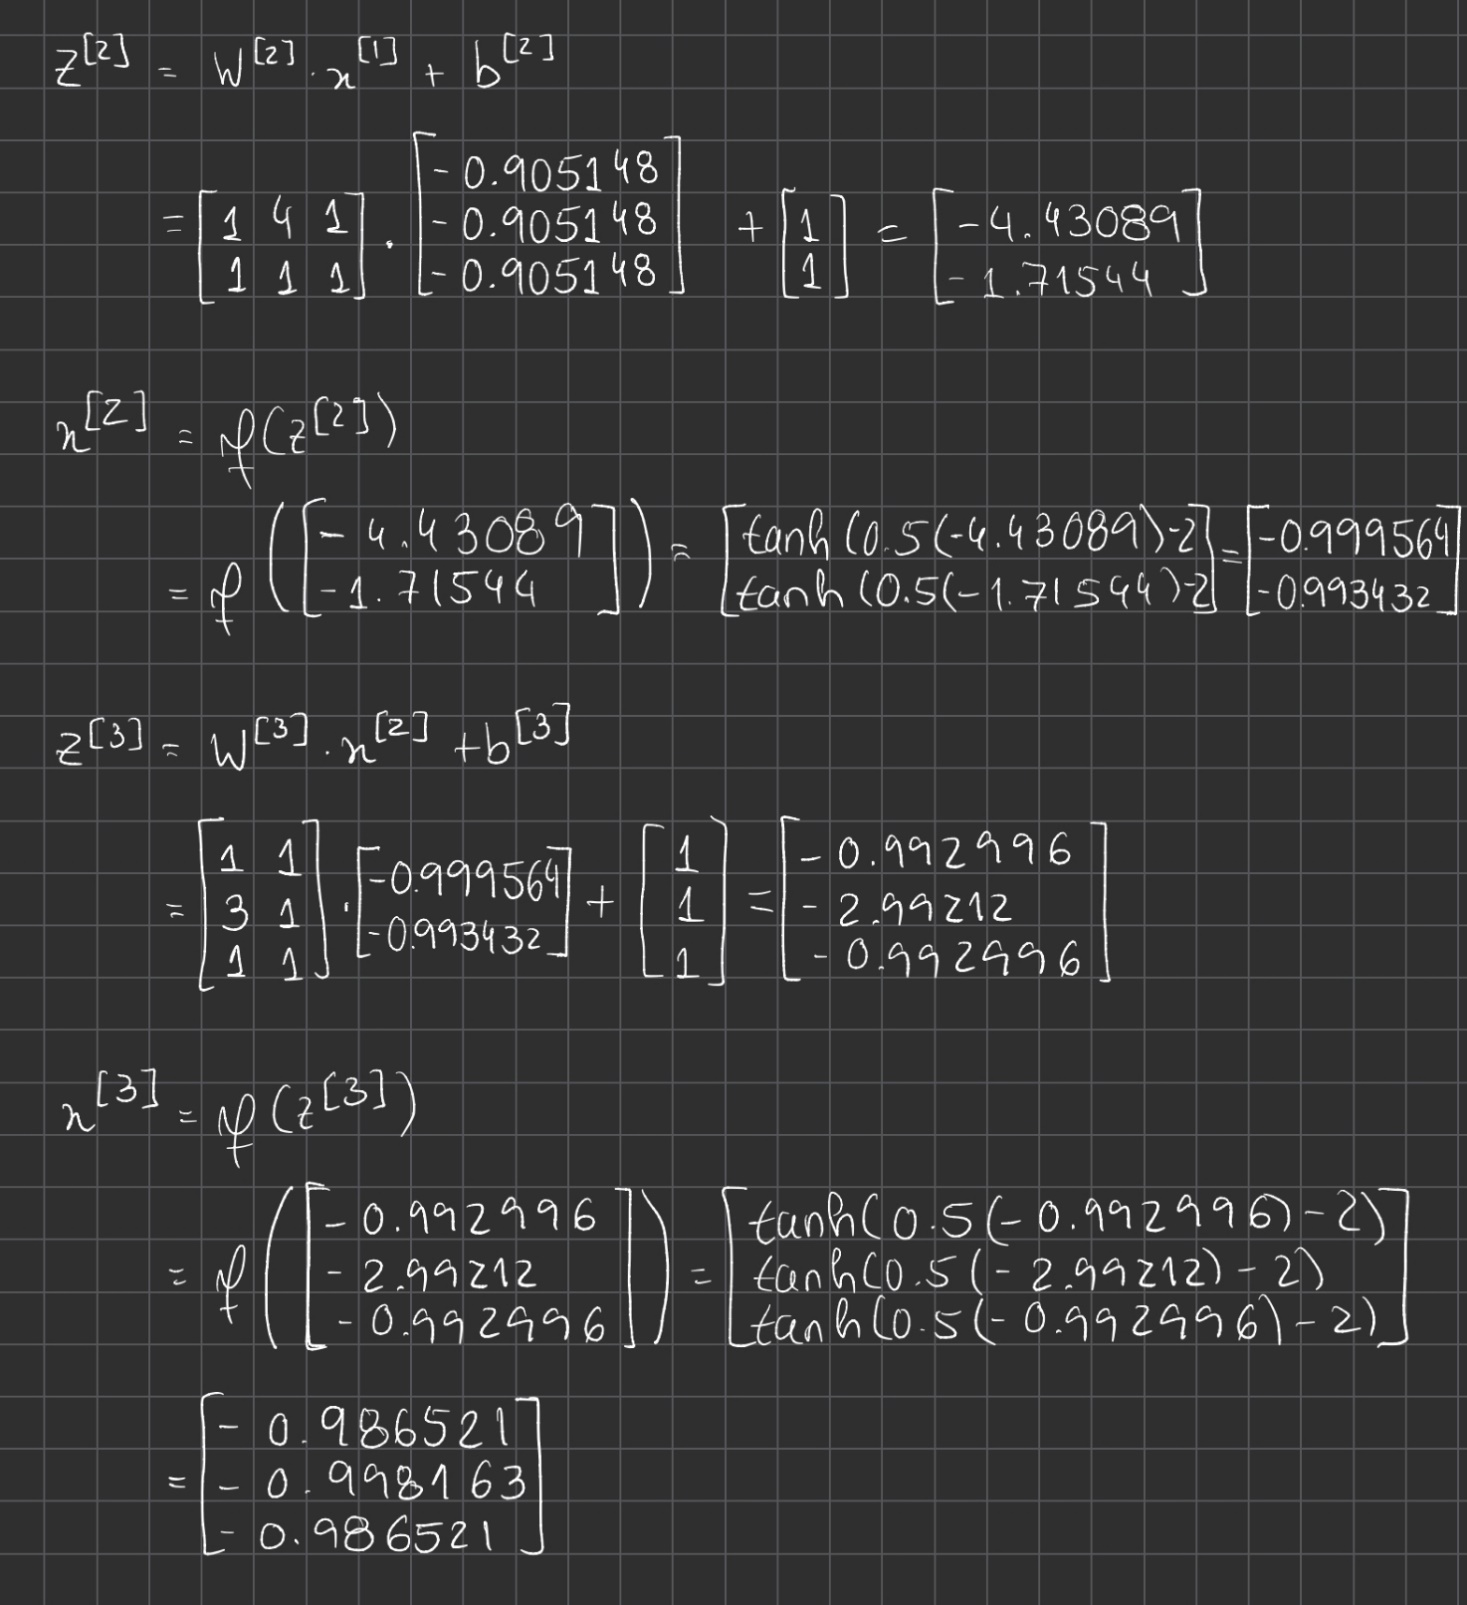 z^[2] = W^[2] · x^[1] + b^[2]
= [1 4 1; 1 1 1] · [-0.905148; -0.905148; -0.905148] + [1; 1] = [-4.43089; -1.71544]
x^[2] = φ(z^[2])
= φ([-4.43089; -1.71544]) = [tanh(0.5(-4.43089)-2; tanh(0.5(-1.71544)-2] = [-0.999564; -0.993432]
z^[3] = W^[3] · x^[2] + b^[3]
= [1 1; 3 1; 1 1] · [-0.999564; -0.993432] + [1; 1; 1] = [-0.992996; -2.99212; -0.992996]
x^[3] = φ(z^[3])
= φ([-0.992996; -2.99212; -0.992996]) = [tanh(0.5(-0.992996)-2); tanh(0.5(-2.99212)-2); tanh(0.5(-0.992996)-2)]
= [-0.986521; -0.998163; -0.986521]